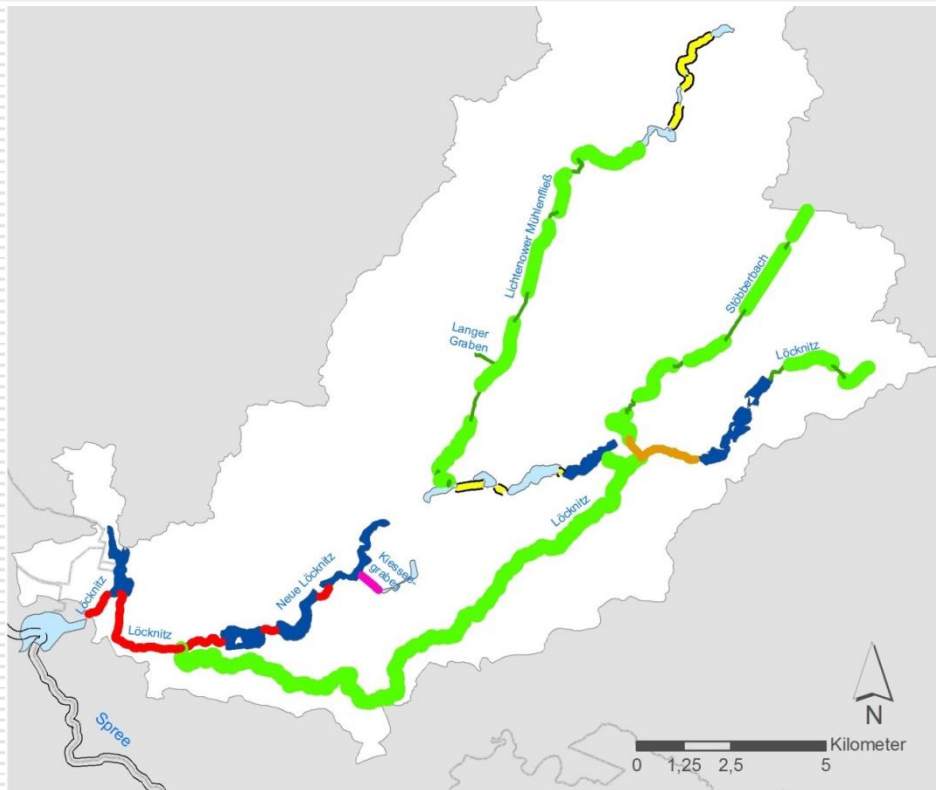 Lichtenower Mühlenfließ
Stöbberbach
Langer
Graben
Löcknitz
Löcknitz
Neue Löcknitz
Kiessee-
graben
Löcknitz
Löcknitz
Spree
N
Kilometer
0 1,25 2,5 5